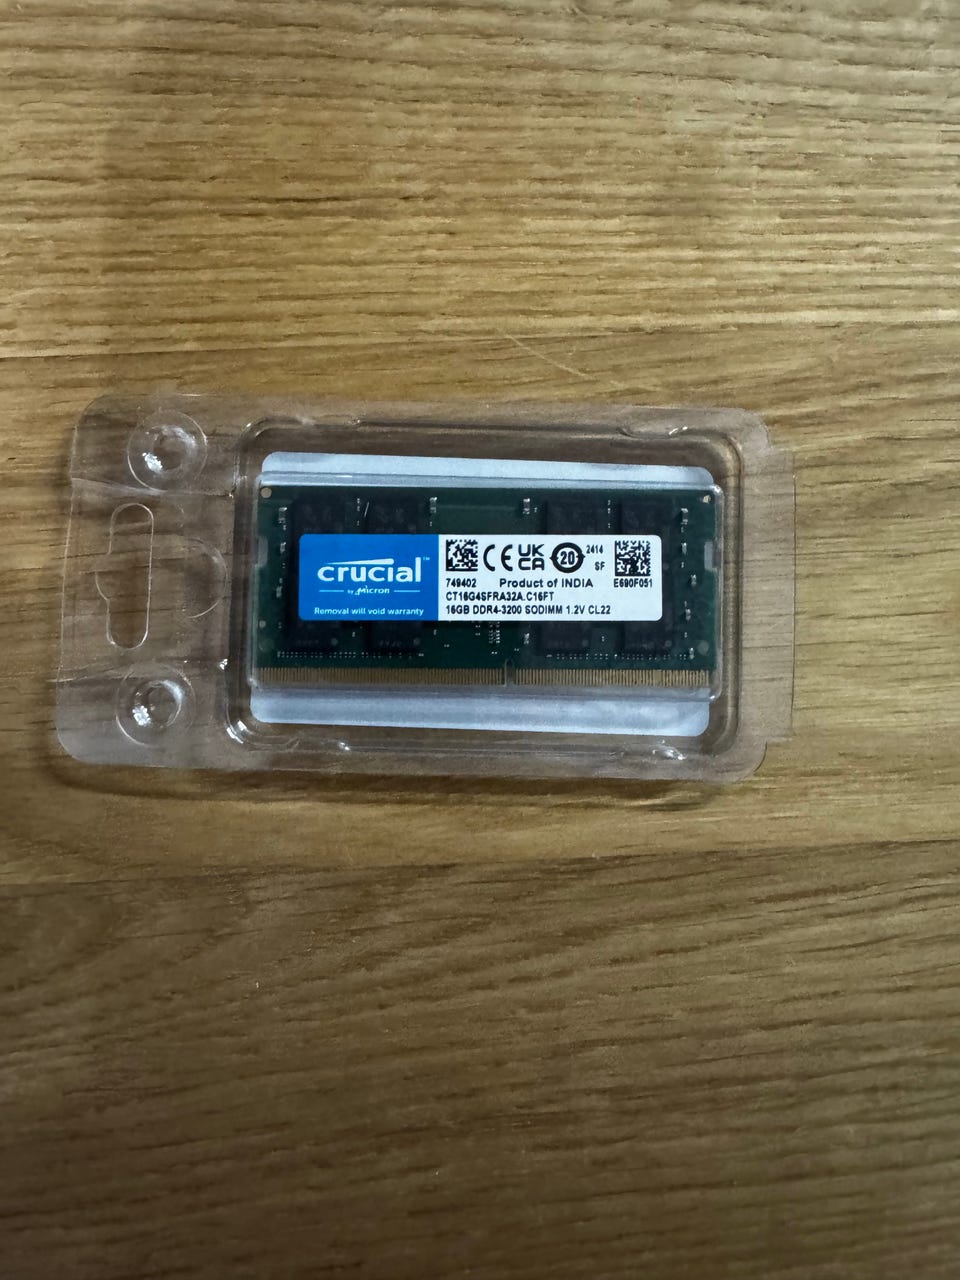 crucial™
by Micron
Removal will void warranty
CE UK CA 20 2414
SF
749402 Product of INDIA E690F051
CT16G4SFRA32A.C16FT
16GB DDR4-3200 SODIMM 1.2V CL22